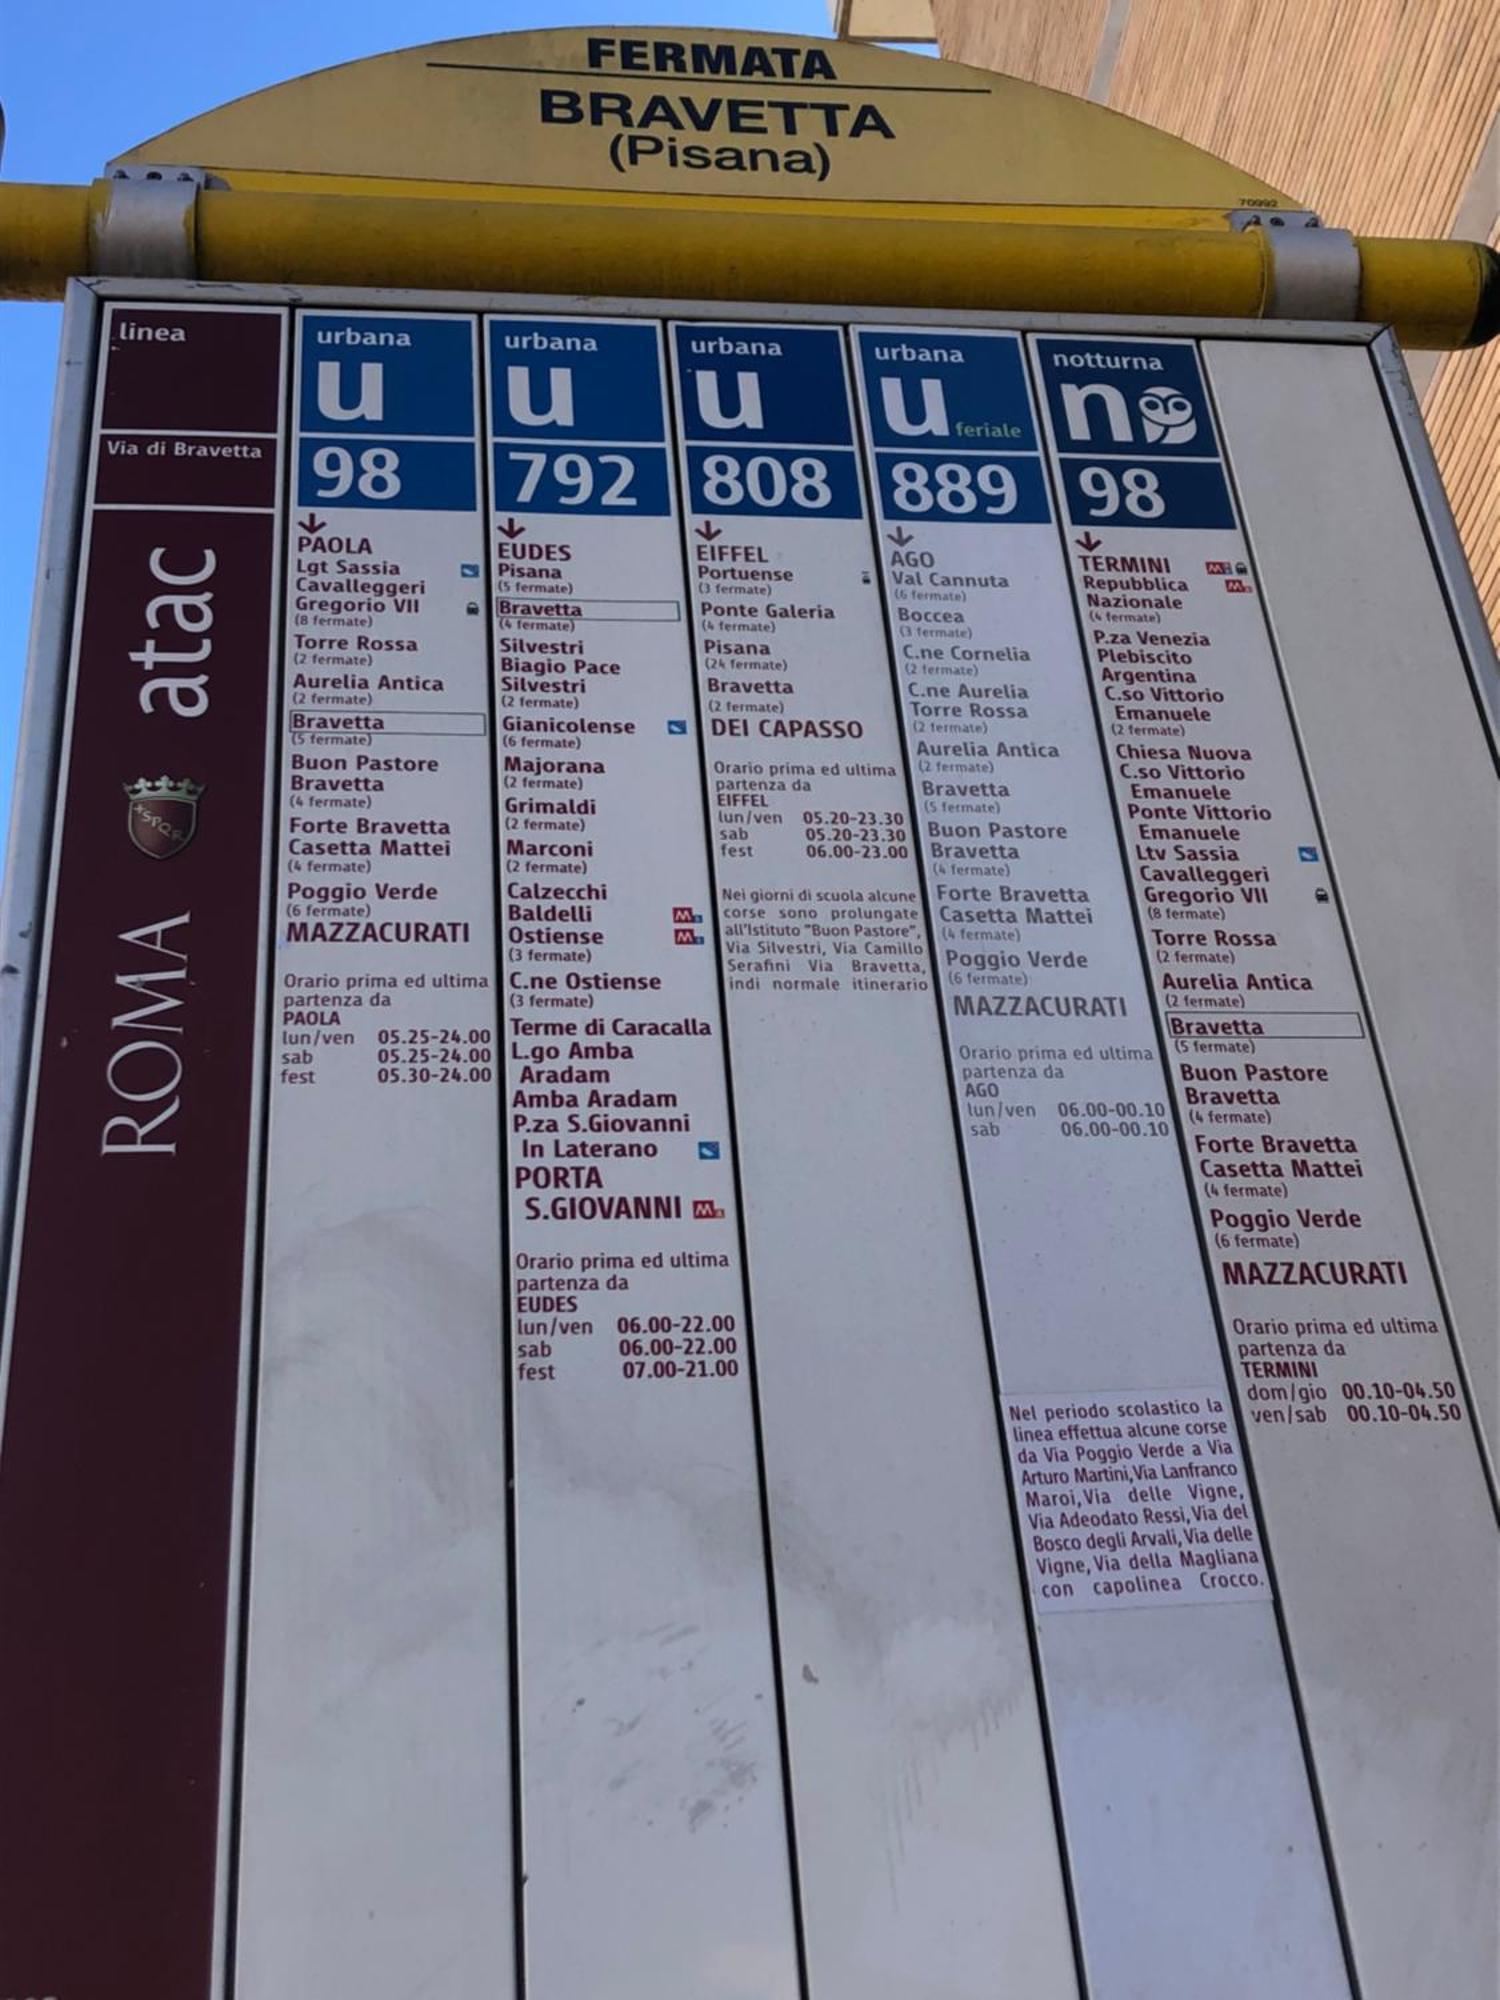 FERMATA
BRAVETTA
(Pisana)
70992
linea
Via di Bravetta
atac
SPQR
ROMA
urbana
u
98
PAOLA
Lgt Sassia
Cavalleggeri
Gregorio VII
(8 fermate)
Torre Rossa
(2 fermate)
Aurelia Antica
(2 fermate)
Bravetta
(5 fermate)
Buon Pastore
Bravetta
(4 fermate)
Forte Bravetta
Casetta Mattei
(4 fermate)
Poggio Verde
(6 fermate)
MAZZACURATI
Orario prima ed ultima
partenza da
PAOLA
lun/ven 05.25-24.00
sab 05.25-24.00
fest 05.30-24.00
urbana
u
792
EUDES
Pisana
(5 fermate)
Bravetta
(4 fermate)
Silvestri
Biagio Pace
Silvestri
(2 fermate)
Gianicolense
(6 fermate)
Majorana
(2 fermate)
Grimaldi
(2 fermate)
Marconi
(2 fermate)
Calzecchi
Baldelli M
Ostiense M
(3 fermate)
C.ne Ostiense
(3 fermate)
Terme di Caracalla
L.go Amba
Aradam
Amba Aradam
P.za S.Giovanni
In Laterano
PORTA
S.GIOVANNI M
Orario prima ed ultima
partenza da
EUDES
lun/ven 06.00-22.00
sab 06.00-22.00
fest 07.00-21.00
urbana
u
808
EIFFEL
Portuense
(3 fermate)
Ponte Galeria
(4 fermate)
Pisana
(24 fermate)
Bravetta
(2 fermate)
DEI CAPASSO
Orario prima ed ultima
partenza da
EIFFEL
lun/ven 05.20-23.30
sab 05.20-23.30
fest 06.00-23.00
Nei giorni di scuola alcune
corse sono prolungate
all'Istituto "Buon Pastore",
Via Silvestri, Via Camillo
Serafini Via Bravetta,
indi normale itinerario
urbana
u feriale
889
AGO
Val Cannuta
(6 fermate)
Boccea
(3 fermate)
C.ne Cornelia
(2 fermate)
C.ne Aurelia
Torre Rossa
(2 fermate)
Aurelia Antica
(2 fermate)
Bravetta
(5 fermate)
Buon Pastore
Bravetta
(4 fermate)
Forte Bravetta
Casetta Mattei
(4 fermate)
Poggio Verde
(6 fermate)
MAZZACURATI
Orario prima ed ultima
partenza da
AGO
lun/ven 06.00-00.10
sab 06.00-00.10
Nel periodo scolastico la
linea effettua alcune corse
da Via Poggio Verde a Via
Arturo Martini,Via Lanfranco
Maroi,Via delle Vigne,
Via Adeodato Ressi,Via del
Bosco degli Arvali,Via delle
Vigne,Via della Magliana
con capolinea Crocco.
notturna
n
98
TERMINI M
Repubblica M
Nazionale
(4 fermate)
P.za Venezia
Plebiscito
Argentina
C.so Vittorio
Emanuele
(2 fermate)
Chiesa Nuova
C.so Vittorio
Emanuele
Ponte Vittorio
Emanuele
Ltv Sassia
Cavalleggeri
Gregorio VII
(8 fermate)
Torre Rossa
(2 fermate)
Aurelia Antica
(2 fermate)
Bravetta
(5 fermate)
Buon Pastore
Bravetta
(4 fermate)
Forte Bravetta
Casetta Mattei
(4 fermate)
Poggio Verde
(6 fermate)
MAZZACURATI
Orario prima ed ultima
partenza da
TERMINI
dom/gio 00.10-04.50
ven/sab 00.10-04.50